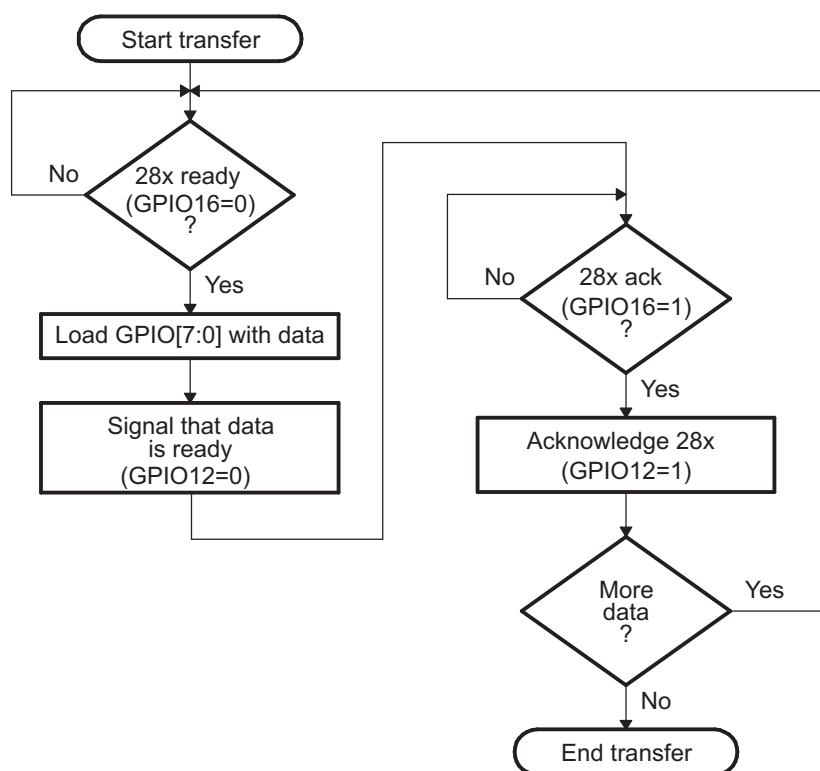 Start transfer
No
28x ready
(GPIO16=0)
?
Yes
Load GPIO[7:0] with data
Signal that data
is ready
(GPIO12=0)
No
28x ack
(GPIO16=1)
?
Yes
Acknowledge 28x
(GPIO12=1)
More
data
?
Yes
No
End transfer